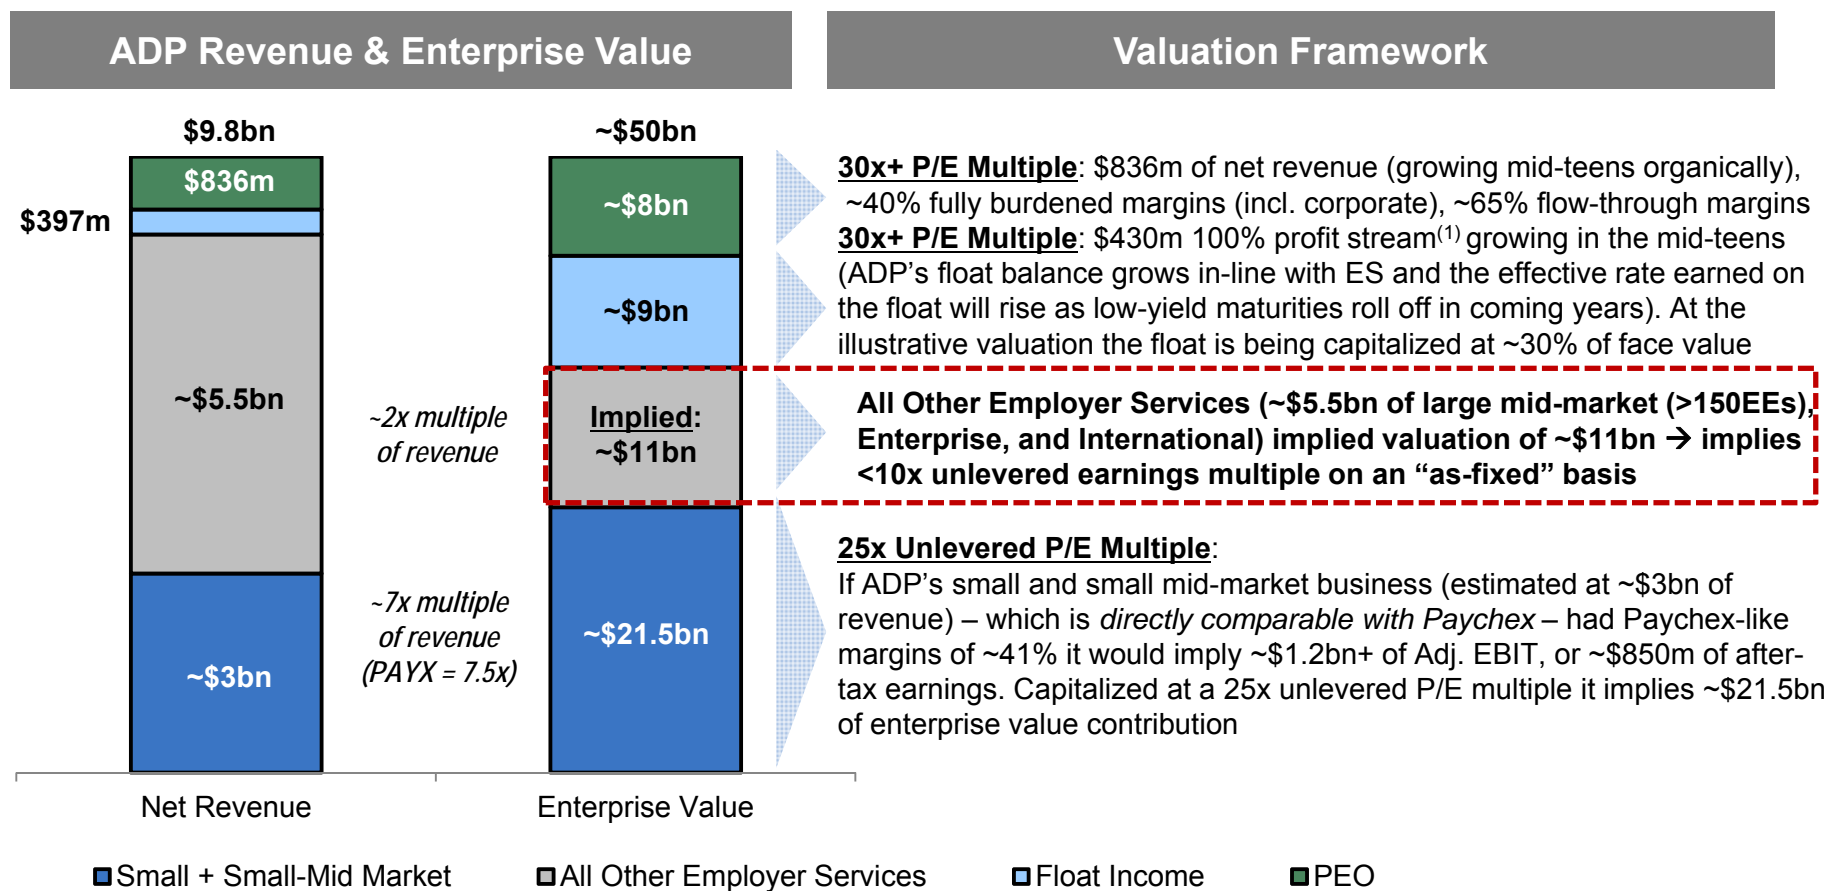 ADP Revenue & Enterprise Value
Valuation Framework
$9.8bn
~$50bn
$836m
$397m
~$5.5bn
~$3bn
~2x multiple
of revenue
~7x multiple
of revenue
(PAYX = 7.5x)
~$8bn
~$9bn
Implied:
~$11bn
~$21.5bn
30x+ P/E Multiple: $836m of net revenue (growing mid-teens organically),
~40% fully burdened margins (incl. corporate), ~65% flow-through margins
30x+ P/E Multiple: $430m 100% profit stream(1) growing in the mid-teens
(ADP's float balance grows in-line with ES and the effective rate earned on
the float will rise as low-yield maturities roll off in coming years). At the
illustrative valuation the float is being capitalized at ~30% of face value
All Other Employer Services (~$5.5bn of large mid-market (>150EEs),
Enterprise, and International) implied valuation of ~$11bn → implies
<10x unlevered earnings multiple on an “as-fixed” basis
25x Unlevered P/E Multiple:
If ADP's small and small mid-market business (estimated at ~$3bn of
revenue) – which is directly comparable with Paychex – had Paychex-like
margins of ~41% it would imply ~$1.2bn+ of Adj. EBIT, or ~$850m of after-
tax earnings. Capitalized at a 25x unlevered P/E multiple it implies ~$21.5bn
of enterprise value contribution
Net Revenue
Enterprise Value
Small + Small-Mid Market
All Other Employer Services
Float Income
PEO